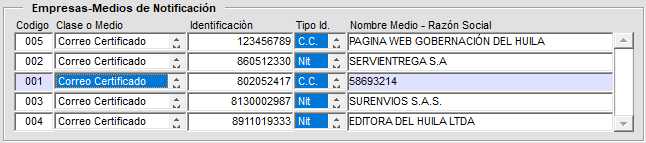 Empresas-Medios de Notificación
Codigo Clase o Medio Identificaciòn Tipo Id. Nombre Medio - Razón Social
005 Correo Certificado 123456789 C.C. PAGINA WEB GOBERNACIÓN DEL HUILA
002 Correo Certificado 860512330 Nit SERVIENTREGA S.A
001 Correo Certificado 802052417 C.C. 58693214
003 Correo Certificado 8130002987 Nit SURENVIOS S.A.S.
004 Correo Certificado 8911019333 Nit EDITORA DEL HUILA LTDA